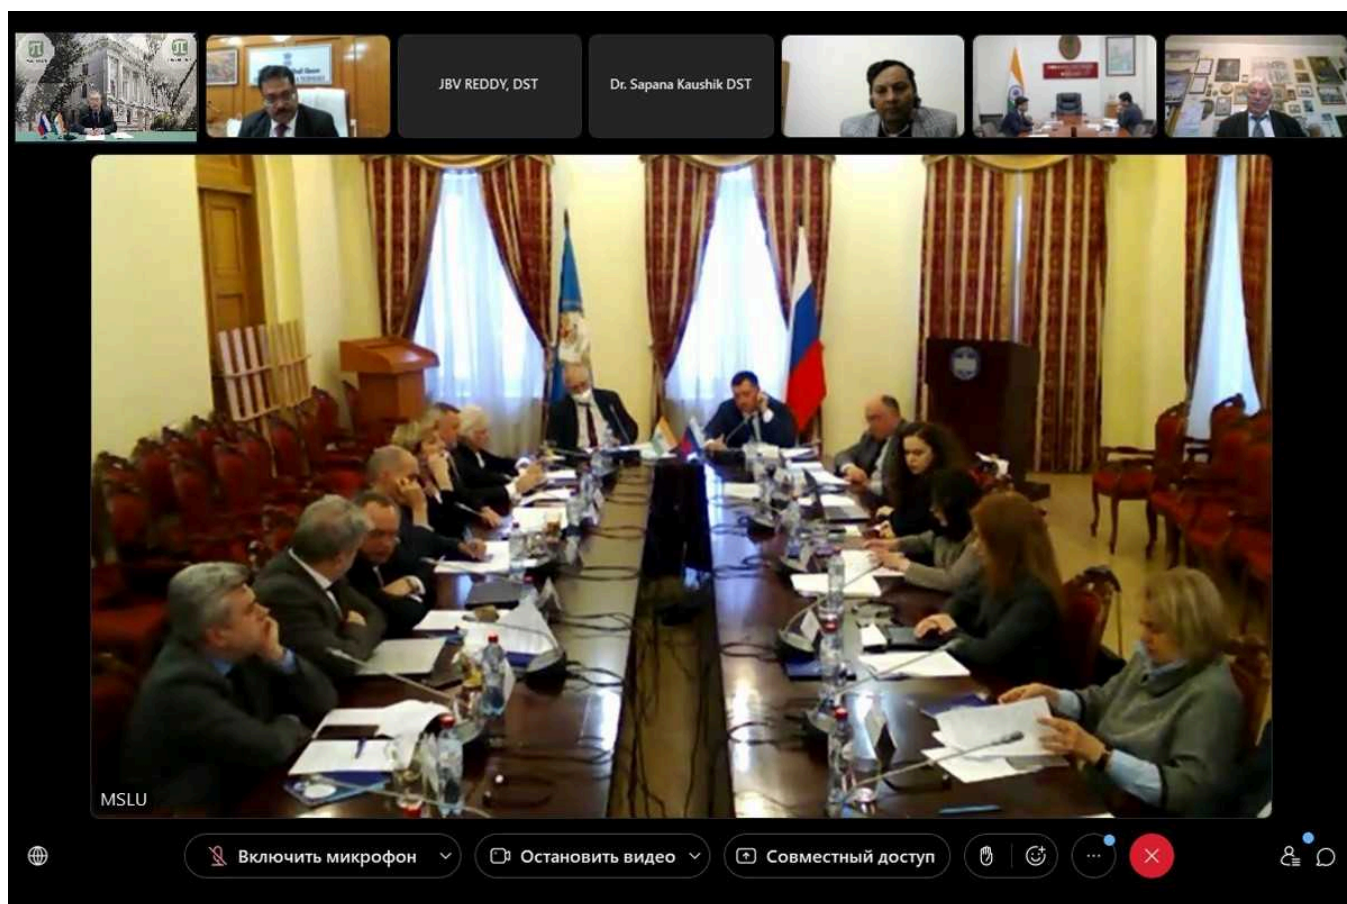 JBV REDDY, DST
Dr. Sapana Kaushik DST
MSLU
Включить микрофон
Остановить видео
Совместный доступ